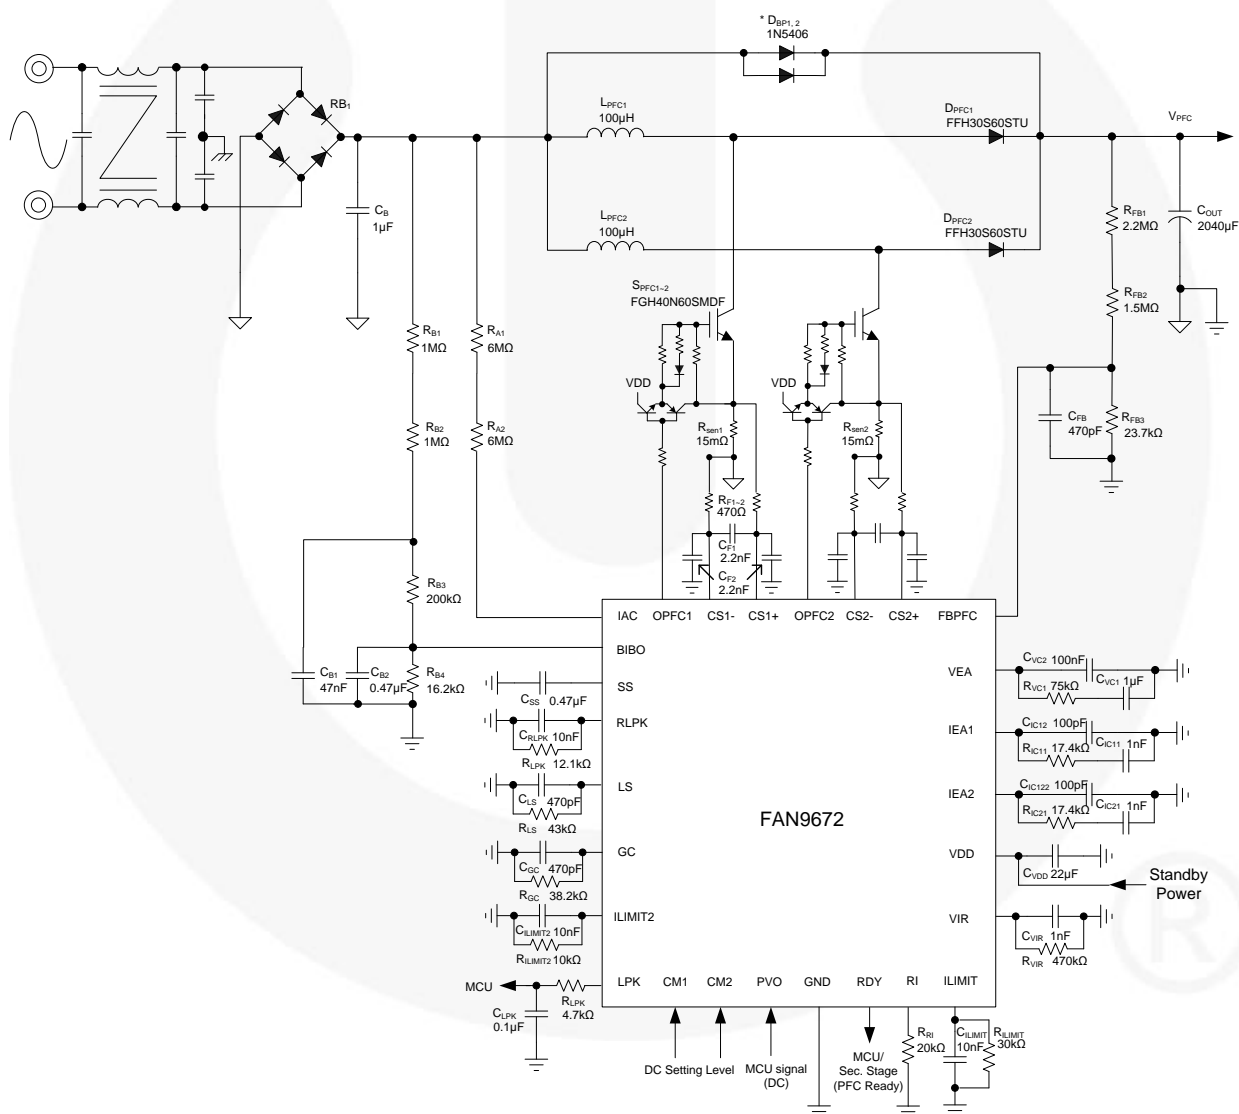 * DBP1, 2
1N5406
RB1
LPFC1
100µH
DPFC1
FFH30S60STU
VPFC
CB
1µF
LPFC2
100µH
DPFC2
FFH30S60STU
RFB1
2.2MΩ
COUT
2040µF
SPFC1~2
FGH40N60SMDF
RFB2
1.5MΩ
RB1
1MΩ
RA1
6MΩ
VDD
VDD
RB2
1MΩ
RA2
6MΩ
Rsen1
15mΩ
Rsen2
15mΩ
CFB
470pF
RFB3
23.7kΩ
RF1~2
470Ω
CF1
2.2nF
CF2
2.2nF
RB3
200kΩ
IAC
OPFC1
CS1-
CS1+
OPFC2
CS2-
CS2+
FBPFC
BIBO
CB1
47nF
CB2
0.47µF
RB4
16.2kΩ
SS
CSS
0.47µF
VEA
CVC2 100nF
RVC1 75kΩ
CVC1 1µF
RLPK
CRLPK 10nF
RLPK 12.1kΩ
IEA1
CIC12 100pF
RIC11 17.4kΩ
CIC11 1nF
LS
CLS 470pF
RLS 43kΩ
IEA2
CIC122 100pF
RIC21 17.4kΩ
CIC21 1nF
FAN9672
GC
CGC 470pF
RGC 38.2kΩ
VDD
CVDD 22µF
Standby
Power
ILIMIT2
CILIMIT2 10nF
RILIMIT2 10kΩ
VIR
CVIR 1nF
RVIR 470kΩ
MCU
LPK
CM1
CM2
PVO
GND
RDY
RI
ILIMIT
RLPK
4.7kΩ
CLPK
0.1µF
RRI
20kΩ
CILIMIT
10nF
RILIMIT
30kΩ
DC Setting Level
MCU signal
(DC)
MCU/
Sec. Stage
(PFC Ready)
®